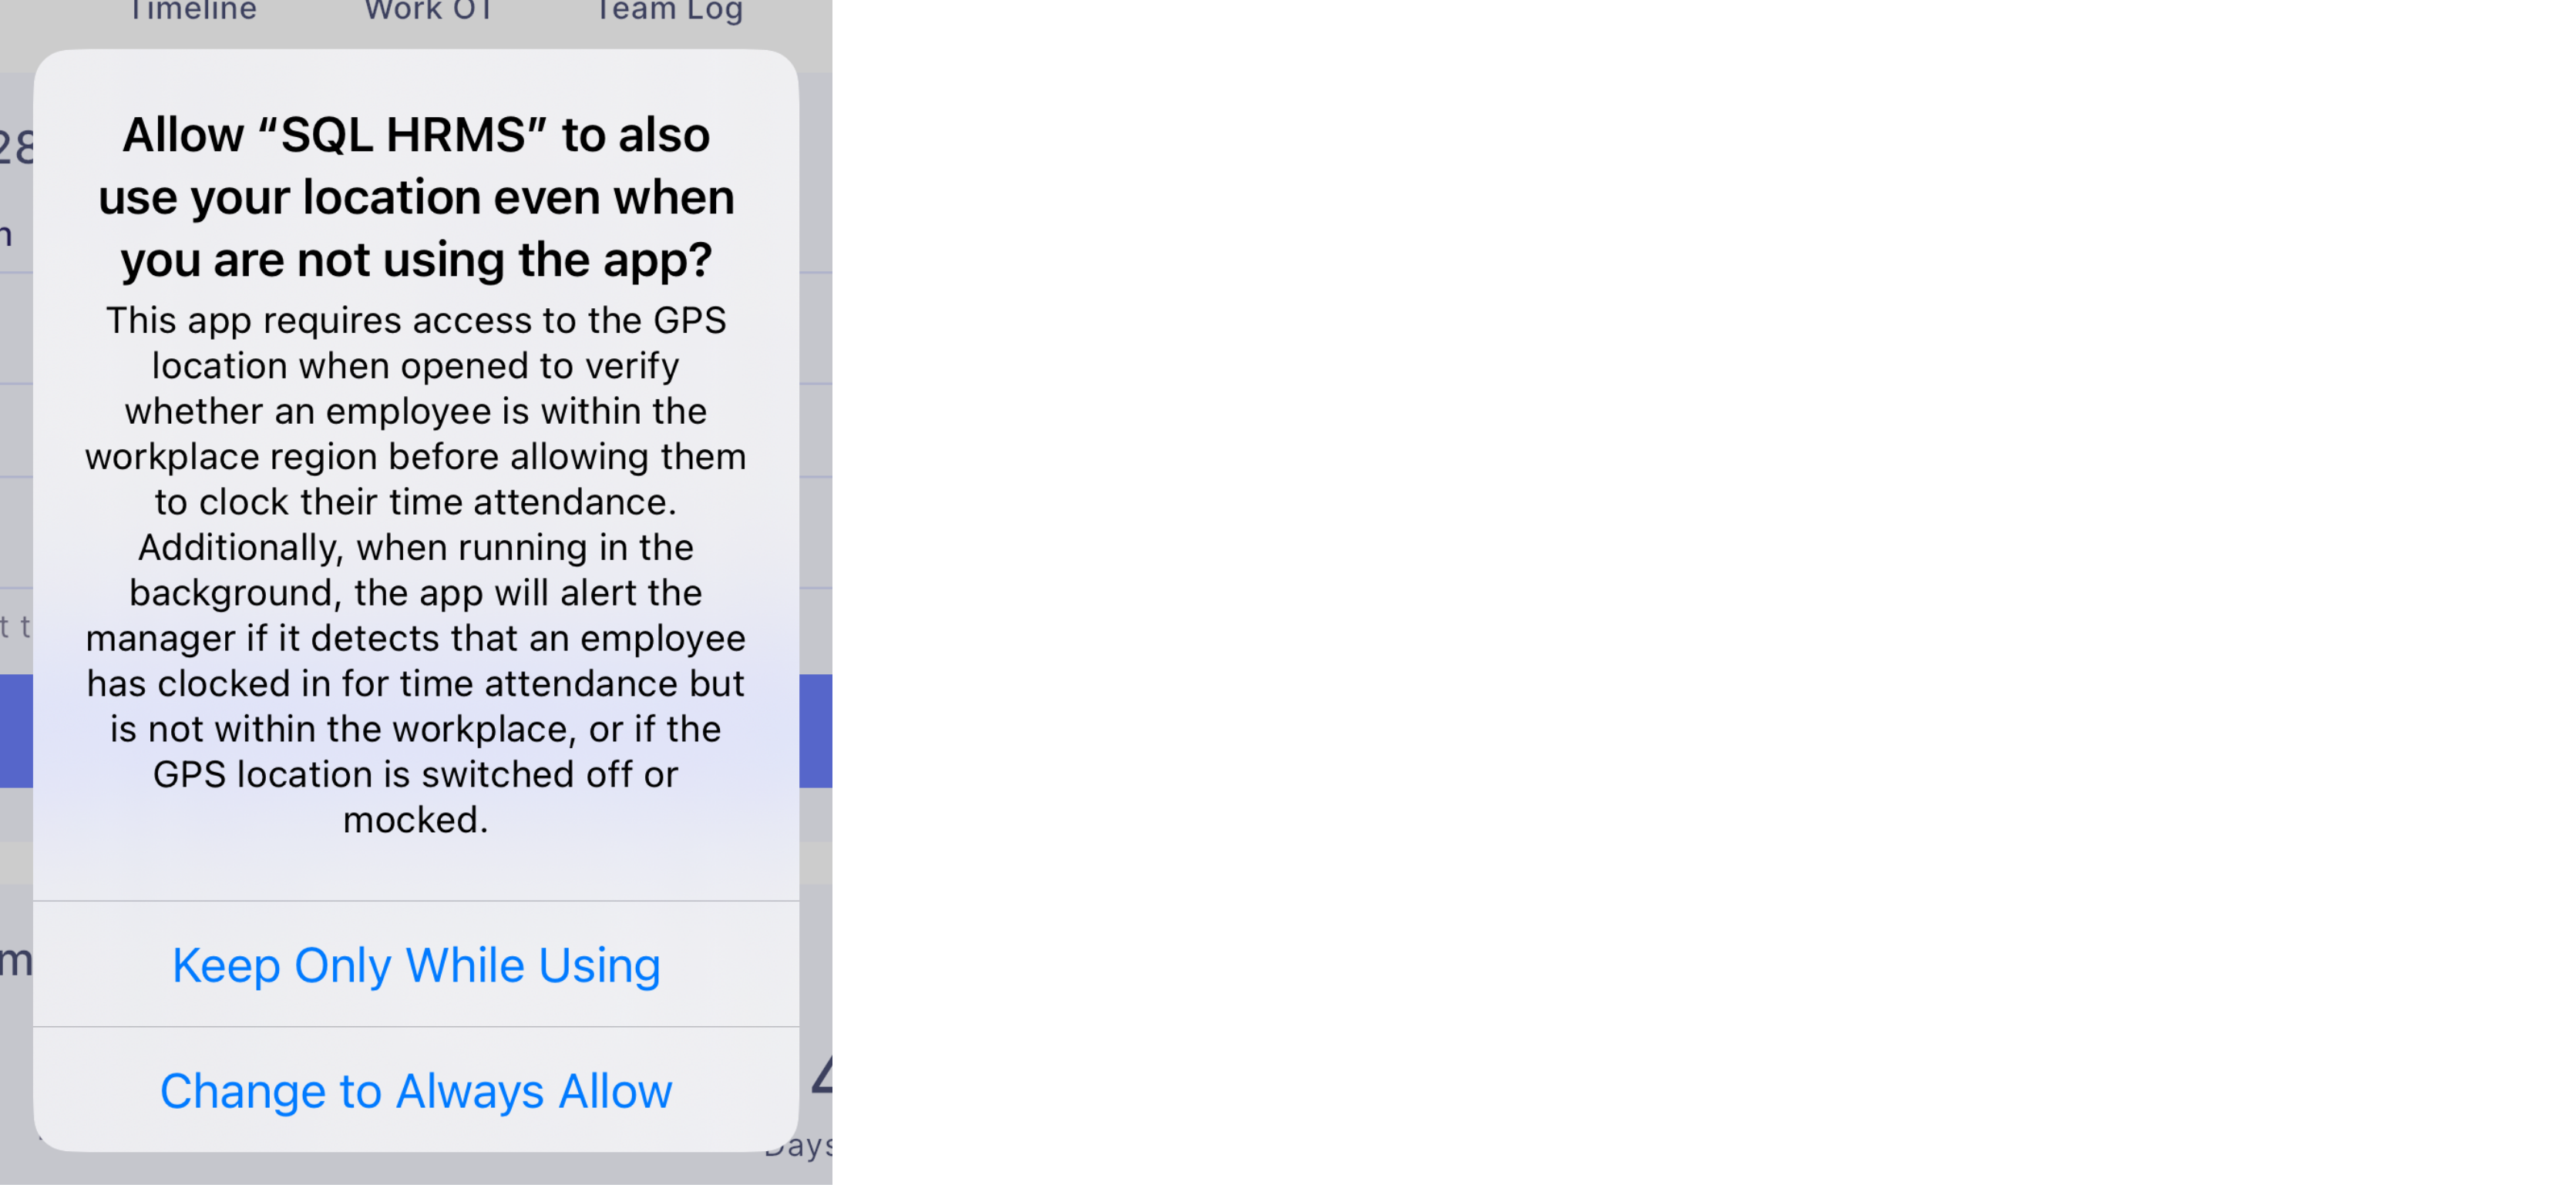 Timeline Work OT Team Log
28
Allow “SQL HRMS” to also
use your location even when
you are not using the app?
This app requires access to the GPS
location when opened to verify
whether an employee is within the
workplace region before allowing them
to clock their time attendance.
Additionally, when running in the
background, the app will alert the
manager if it detects that an employee
has clocked in for time attendance but
is not within the workplace, or if the
GPS location is switched off or
mocked.
Keep Only While Using
Change to Always Allow
Days